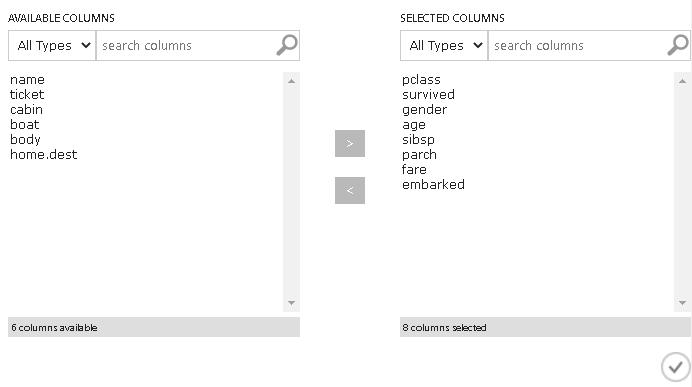 AVAILABLE COLUMNS
All Types search columns
name
ticket
cabin
boat
body
home.dest
6 columns available
>
<
SELECTED COLUMNS
All Types search columns
pclass
survived
gender
age
sibsp
parch
fare
embarked
8 columns selected